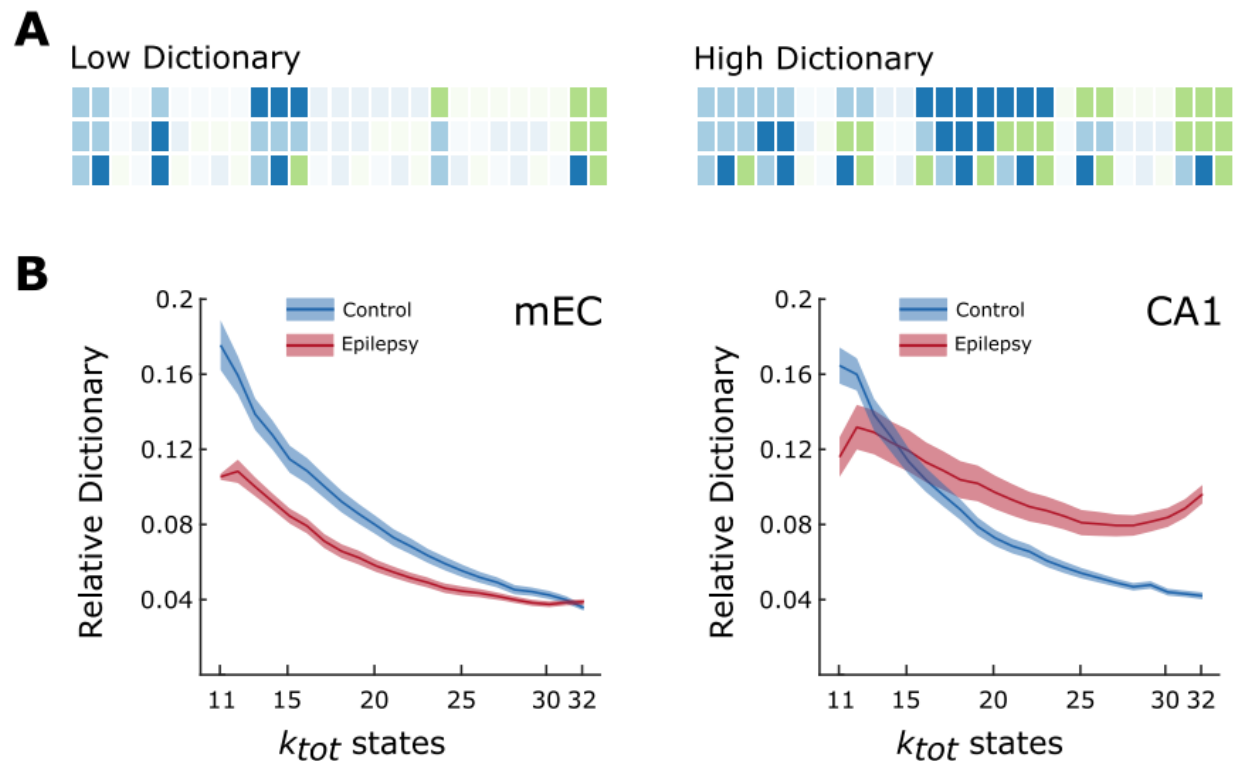 A
Low Dictionary
High Dictionary
B
mEC
Control
Epilepsy
Relative Dictionary
0.2
0.16
0.12
0.08
0.04
11 15 20 25 30 32
k_tot states
CA1
Control
Epilepsy
Relative Dictionary
0.2
0.16
0.12
0.08
0.04
11 15 20 25 30 32
k_tot states